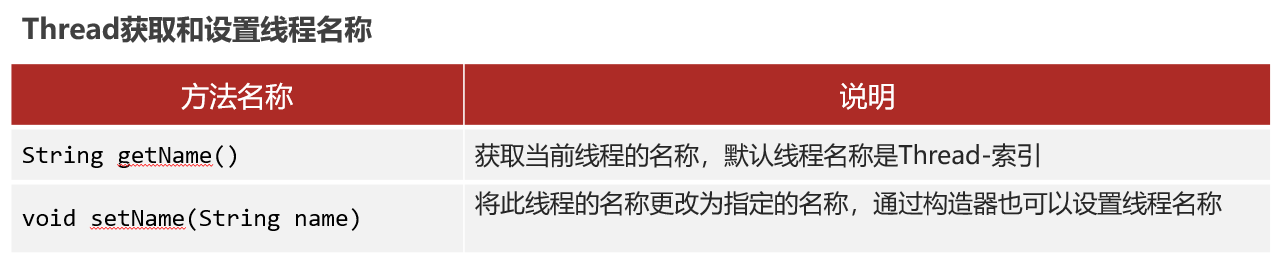 Thread获取和设置线程名称
方法名称
说明
String getName()
获取当前线程的名称，默认线程名称是Thread-索引
void setName(String name)
将此线程的名称更改为指定的名称，通过构造器也可以设置线程名称